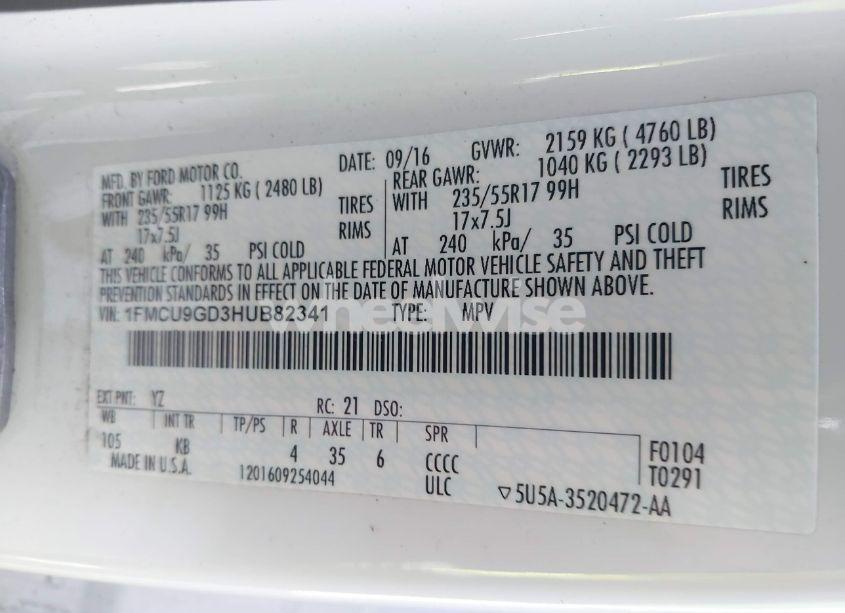 MFD. BY FORD MOTOR CO. DATE: 09/16 GVWR: 2159 KG ( 4760 LB)
FRONT GAWR: 1125 KG ( 2480 LB) REAR GAWR: 1040 KG ( 2293 LB)
WITH 235/55R17 99H TIRES WITH 235/55R17 99H TIRES
17x7.5J RIMS 17x7.5J RIMS
AT 240 kPa/ 35 PSI COLD AT 240 kPa/ 35 PSI COLD
THIS VEHICLE CONFORMS TO ALL APPLICABLE FEDERAL MOTOR VEHICLE SAFETY AND THEFT
PREVENTION STANDARDS IN EFFECT ON THE DATE OF MANUFACTURE SHOWN ABOVE.
VIN: 1FMCU9GD3HUB82341 TYPE: MPV
wheelwise
EXT PNT: YZ RC: 21 DSO:
WB INT TR TP/PS R AXLE TR SPR
105 KB 4 35 6 CCCC F0104
MADE IN U.S.A. 1201609254044 ULC T0291
▽5U5A-3520472-AA